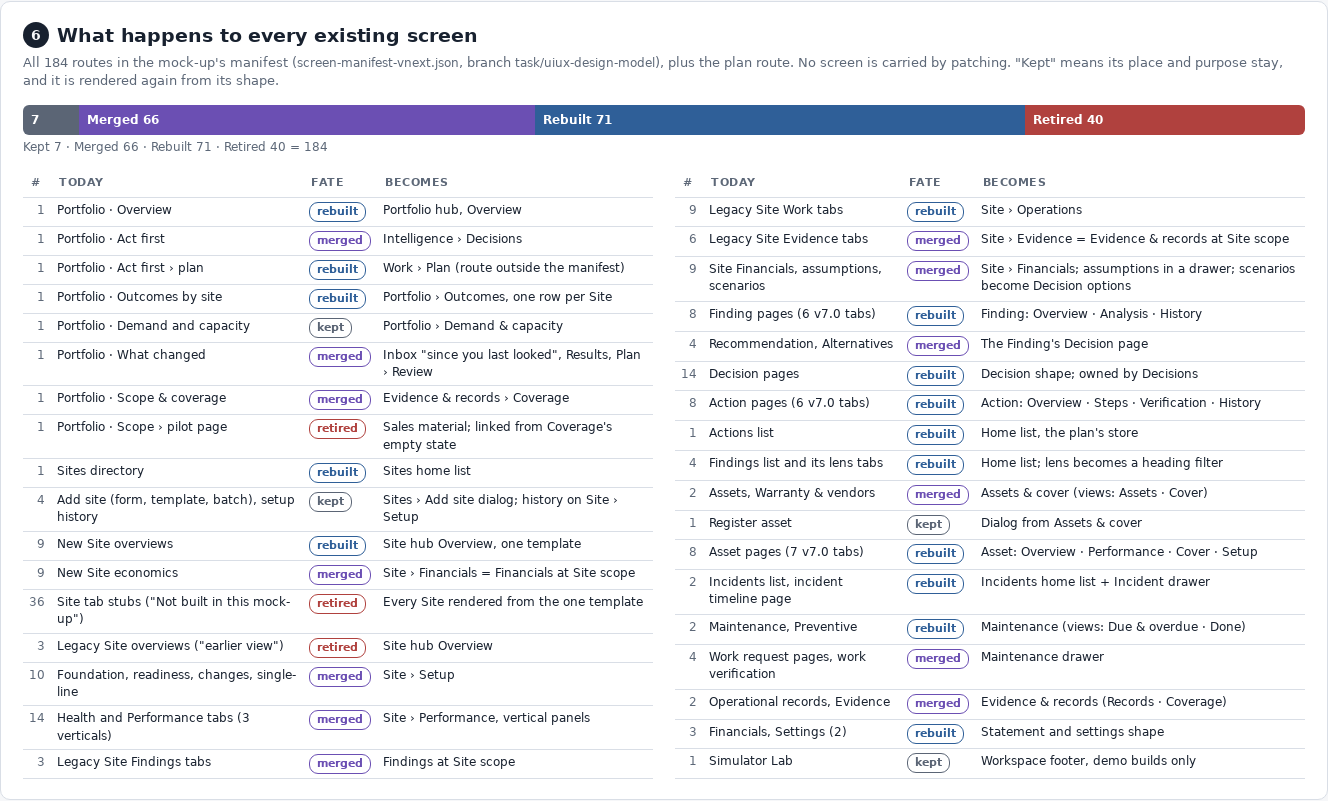 6 What happens to every existing screen
All 184 routes in the mock-up's manifest (screen-manifest-vnext.json, branch task/uiux-design-model), plus the plan route. No screen is carried by patching. "Kept" means its place and purpose stay,
and it is rendered again from its shape.
7 Merged 66 Rebuilt 71 Retired 40
Kept 7 · Merged 66 · Rebuilt 71 · Retired 40 = 184
# TODAY FATE BECOMES
1 Portfolio · Overview rebuilt Portfolio hub, Overview
1 Portfolio · Act first merged Intelligence › Decisions
1 Portfolio · Act first › plan rebuilt Work › Plan (route outside the manifest)
1 Portfolio · Outcomes by site rebuilt Portfolio › Outcomes, one row per Site
1 Portfolio · Demand and capacity kept Portfolio › Demand & capacity
1 Portfolio · What changed merged Inbox "since you last looked", Results, Plan
› Review
1 Portfolio · Scope & coverage merged Evidence & records › Coverage
1 Portfolio · Scope › pilot page retired Sales material; linked from Coverage's
empty state
1 Sites directory rebuilt Sites home list
4 Add site (form, template, batch), setup kept Sites › Add site dialog; history on Site ›
history Setup
9 New Site overviews rebuilt Site hub Overview, one template
9 New Site economics merged Site › Financials = Financials at Site scope
36 Site tab stubs ("Not built in this mock- retired Every Site rendered from the one template
up")
3 Legacy Site overviews ("earlier view") retired Site hub Overview
10 Foundation, readiness, changes, single- merged Site › Setup
line
14 Health and Performance tabs (3 merged Site › Performance, vertical panels
verticals)
3 Legacy Site Findings tabs merged Findings at Site scope
# TODAY FATE BECOMES
9 Legacy Site Work tabs rebuilt Site › Operations
6 Legacy Site Evidence tabs merged Site › Evidence = Evidence & records at Site scope
9 Site Financials, assumptions, merged Site › Financials; assumptions in a drawer; scenarios
scenarios become Decision options
8 Finding pages (6 v7.0 tabs) rebuilt Finding: Overview · Analysis · History
4 Recommendation, Alternatives merged The Finding's Decision page
14 Decision pages rebuilt Decision shape; owned by Decisions
8 Action pages (6 v7.0 tabs) rebuilt Action: Overview · Steps · Verification · History
1 Actions list rebuilt Home list, the plan's store
4 Findings list and its lens tabs rebuilt Home list; lens becomes a heading filter
2 Assets, Warranty & vendors merged Assets & cover (views: Assets · Cover)
1 Register asset kept Dialog from Assets & cover
8 Asset pages (7 v7.0 tabs) rebuilt Asset: Overview · Performance · Cover · Setup
2 Incidents list, incident rebuilt Incidents home list + Incident drawer
timeline page
2 Maintenance, Preventive rebuilt Maintenance (views: Due & overdue · Done)
4 Work request pages, work merged Maintenance drawer
verification
2 Operational records, Evidence merged Evidence & records (Records · Coverage)
3 Financials, Settings (2) rebuilt Statement and settings shape
1 Simulator Lab kept Workspace footer, demo builds only